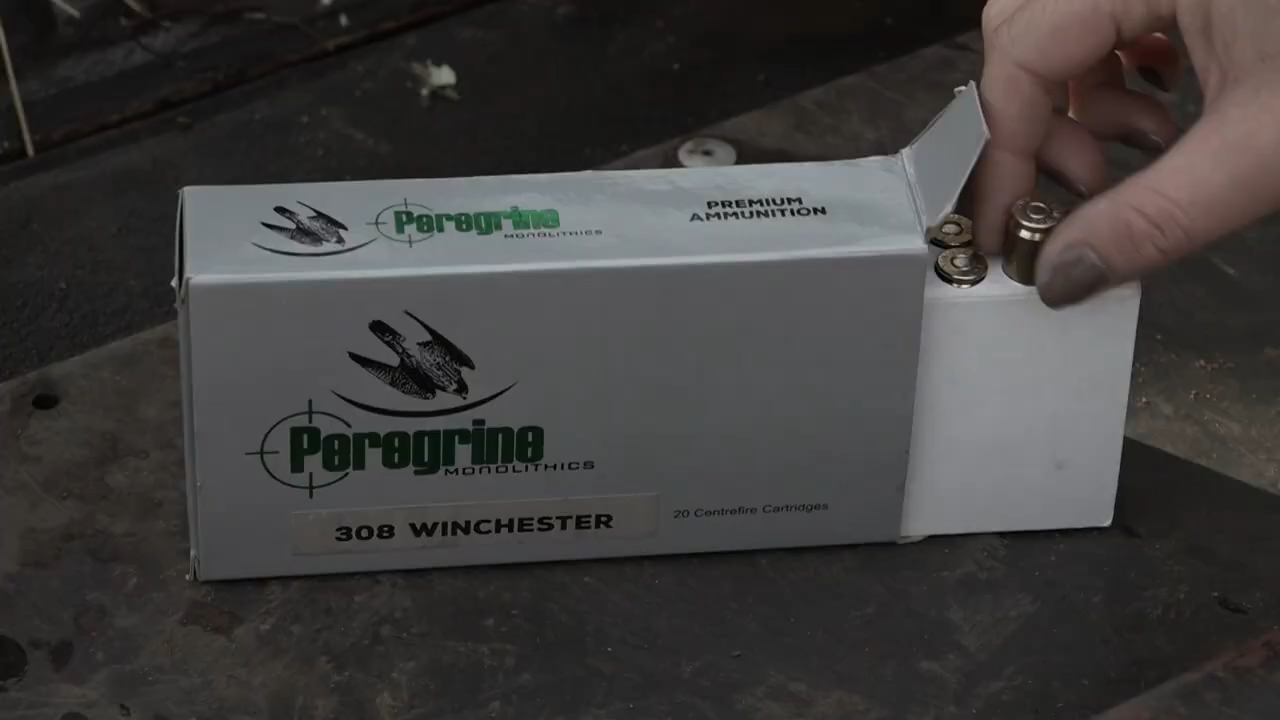 Peregrine
MONOLITHICS
PREMIUM
AMMUNITION
Peregrine
MONOLITHICS
308 WINCHESTER
20 Centrefire Cartridges